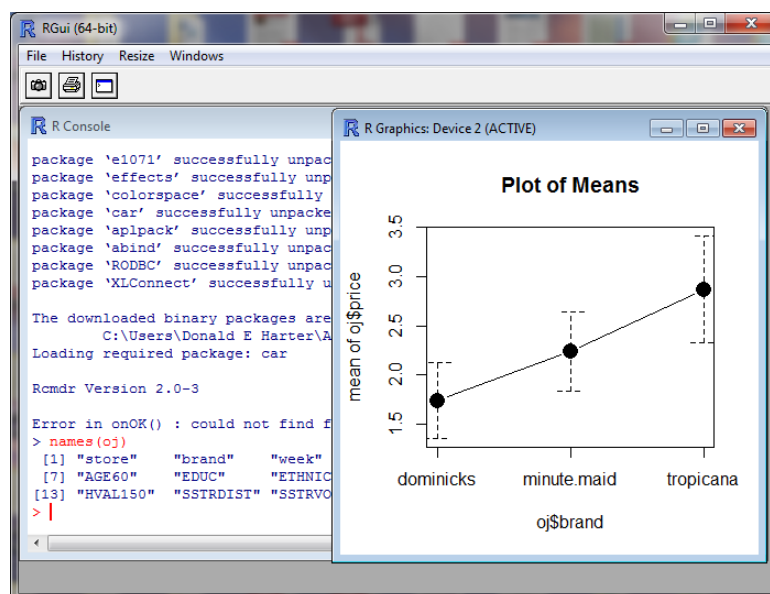 RGui (64-bit)
File History Resize Windows
R Console
package ‘e1071’ successfully unpac
package ‘effects’ successfully unp
package ‘colorspace’ successfully
package ‘car’ successfully unpacke
package ‘aplpack’ successfully unp
package ‘abind’ successfully unpac
package ‘RODBC’ successfully unpac
package ‘XLConnect’ successfully u
The downloaded binary packages are
C:\Users\Donald E Harter\A
Loading required package: car
Rcmdr Version 2.0-3
Error in onOK() : could not find f
> names(oj)
[1] "store" "brand" "week"
[7] "AGE60" "EDUC" "ETHNIC
[13] "HVAL150" "SSTRDIST" "SSTRVO
>
R Graphics: Device 2 (ACTIVE)
Plot of Means
mean of oj$price
3.5
3.0
2.5
2.0
1.5
dominicks minute.maid tropicana
oj$brand